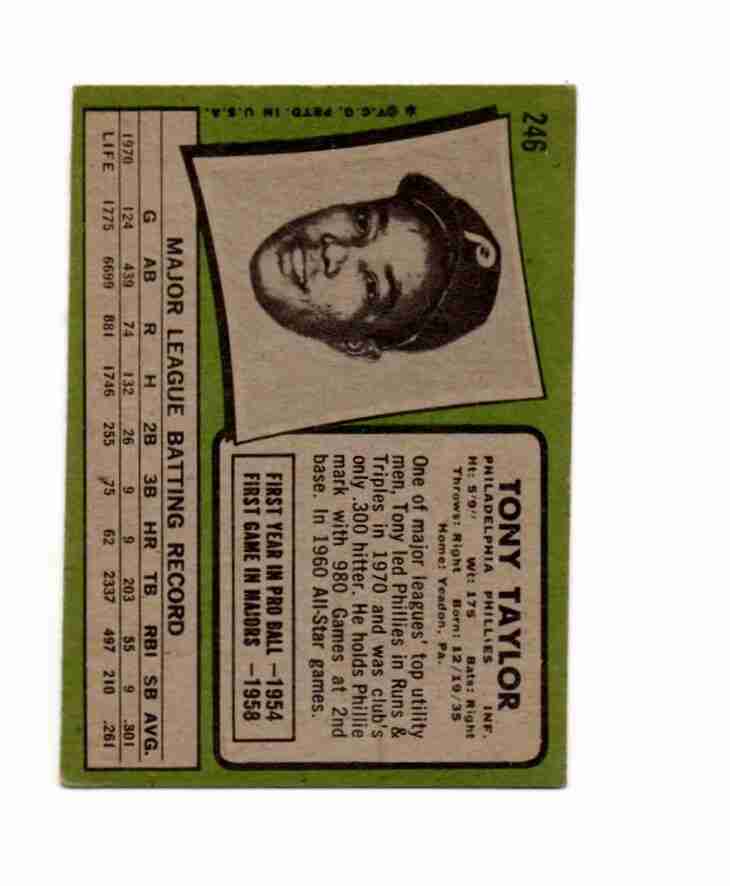 246
TONY TAYLOR
PHILADELPHIA PHILLIES INF.
Ht: 5'9" Wt: 175 Bats: Right
Throws: Right Born: 12/19/35
Home: Yeadon, Pa.
One of major leagues' top utility
men, Tony led Phillies in Runs &
Triples in 1970 and was club's
only .300 hitter. He holds Phillie
mark with 980 Games at 2nd
base. In 1960 All-Star games.
FIRST YEAR IN PRO BALL —1954
FIRST GAME IN MAJORS —1958
P
✩ ©T.C.G. PRTD. IN U.S.A.
MAJOR LEAGUE BATTING RECORD
G AB R H 2B 3B HR TB RBI SB AVG.
1970 124 439 74 132 26 9 9 203 55 9 .301
LIFE 1775 6699 881 1746 255 75 62 2337 497 210 .261